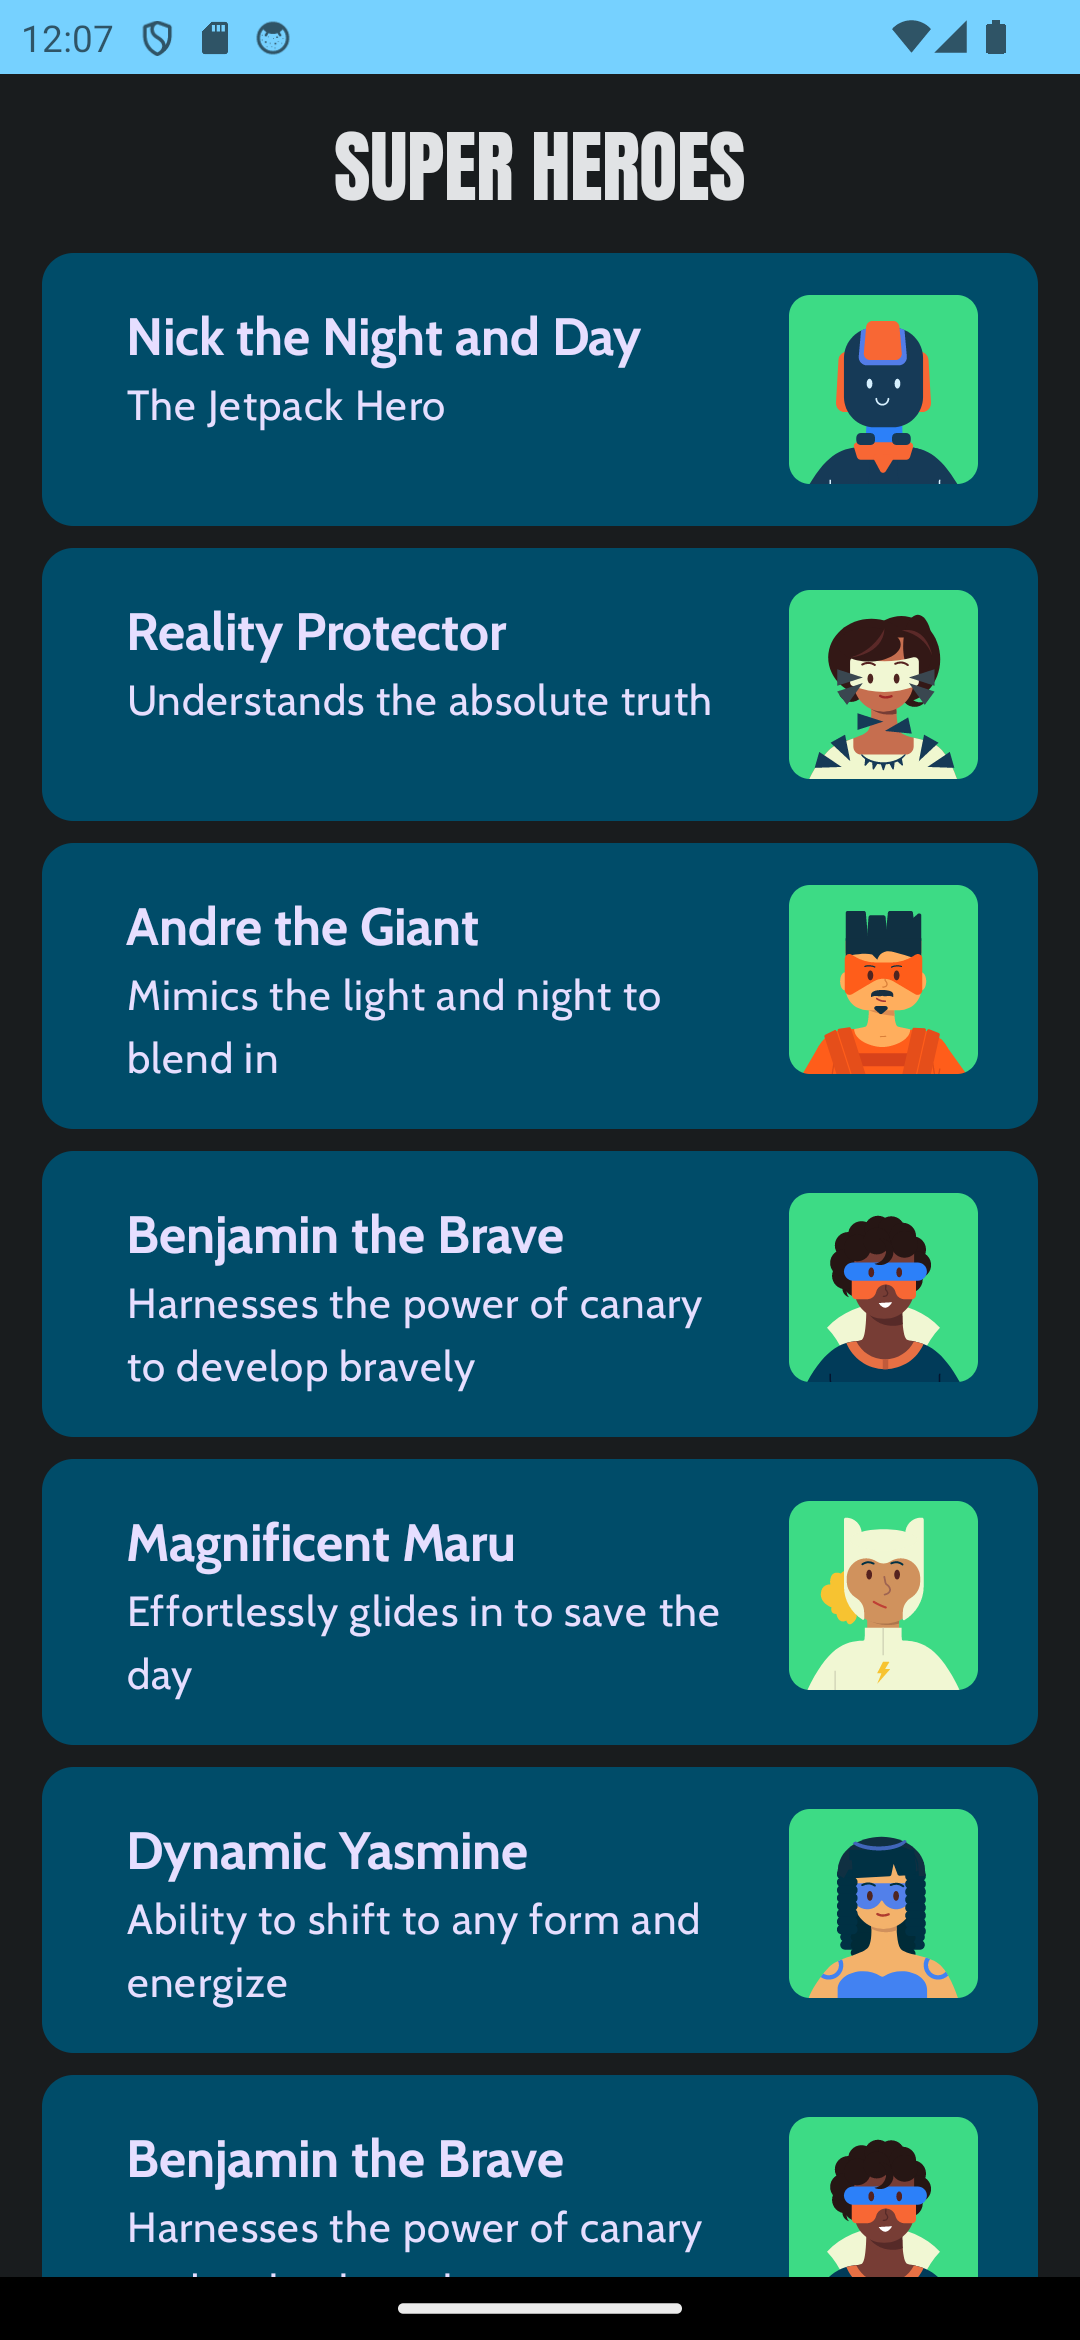 12:07
SUPER HEROES
Nick the Night and Day
The Jetpack Hero
Reality Protector
Understands the absolute truth
Andre the Giant
Mimics the light and night to
blend in
Benjamin the Brave
Harnesses the power of canary
to develop bravely
Magnificent Maru
Effortlessly glides in to save the
day
Dynamic Yasmine
Ability to shift to any form and
energize
Benjamin the Brave
Harnesses the power of canary